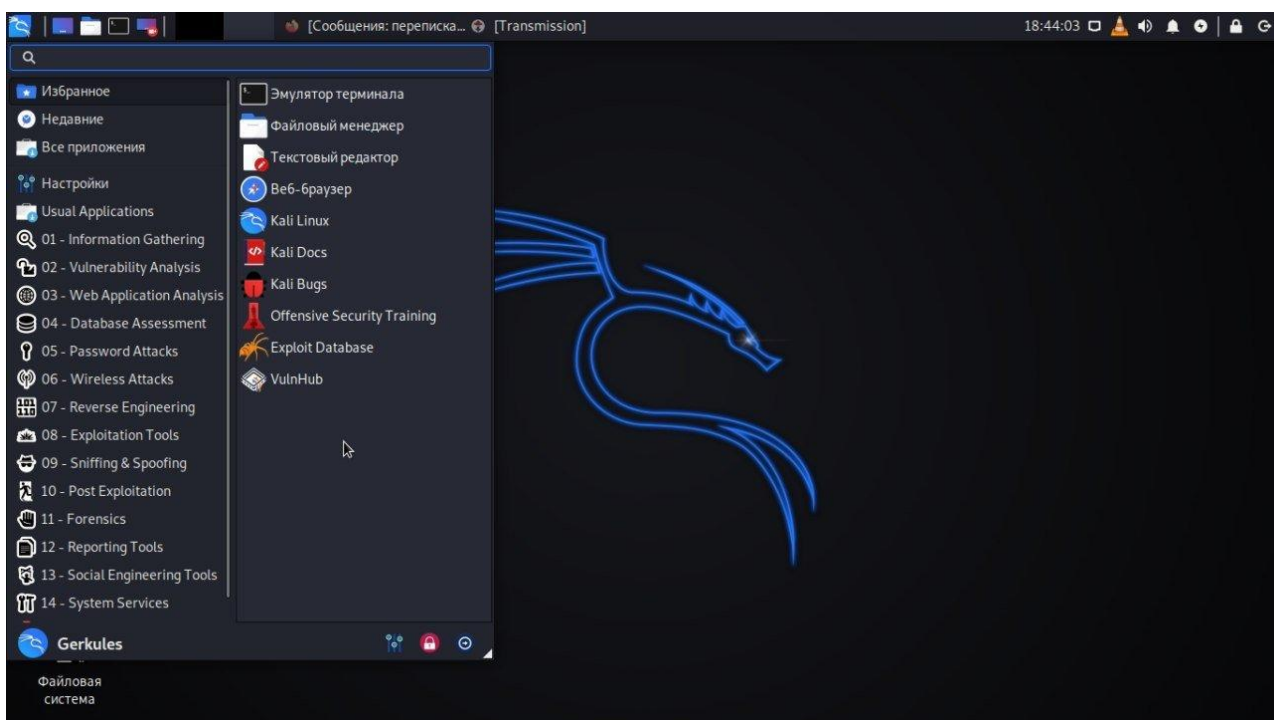 [Сообщения: переписка...
[Transmission]
18:44:03
Избранное
Недавние
Все приложения
Настройки
Usual Applications
01 - Information Gathering
02 - Vulnerability Analysis
03 - Web Application Analysis
04 - Database Assessment
05 - Password Attacks
06 - Wireless Attacks
07 - Reverse Engineering
08 - Exploitation Tools
09 - Sniffing & Spoofing
10 - Post Exploitation
11 - Forensics
12 - Reporting Tools
13 - Social Engineering Tools
14 - System Services
Эмулятор терминала
Файловый менеджер
Текстовый редактор
Веб-браузер
Kali Linux
Kali Docs
Kali Bugs
Offensive Security Training
Exploit Database
VulnHub
Gerkules
Файловая
система